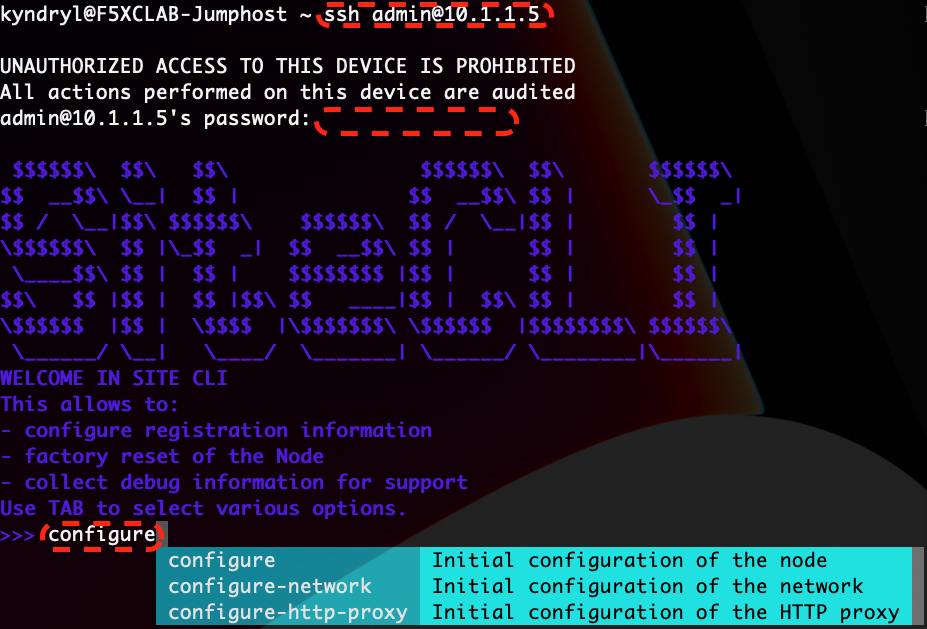 kyndryl@F5XCLAB-Jumphost ~ ssh admin@10.1.1.5
UNAUTHORIZED ACCESS TO THIS DEVICE IS PROHIBITED
All actions performed on this device are audited
admin@10.1.1.5's password:
 $$$$$$\  $$\   $$\                        $$$$$$\  $$\       $$$$$$\
$$  __$$\ \__|  $$ |                      $$  __$$\ $$ |      \_$$  _|
$$ /  \__|$$\ $$$$$$\    $$$$$$\  $$ /  \__|$$ |        $$ |
\$$$$$$\  $$ |\_$$  _|  $$  __$$\ $$ |      $$ |        $$ |
 \____$$\ $$ |  $$ |    $$$$$$$$ |$$ |      $$ |        $$ |
$$\   $$ |$$ |  $$ |$$\ $$   ____|$$ |  $$\ $$ |        $$ |
\$$$$$$  |$$ |  \$$$$  |\$$$$$$$\ \$$$$$$  |$$$$$$$$\ $$$$$$\
 \______/ \__|   \____/  \_______| \______/ \________|\______|
WELCOME IN SITE CLI
This allows to:
- configure registration information
- factory reset of the Node
- collect debug information for support
Use TAB to select various options.
>>> configure
configure Initial configuration of the node
configure-network Initial configuration of the network
configure-http-proxy Initial configuration of the HTTP proxy